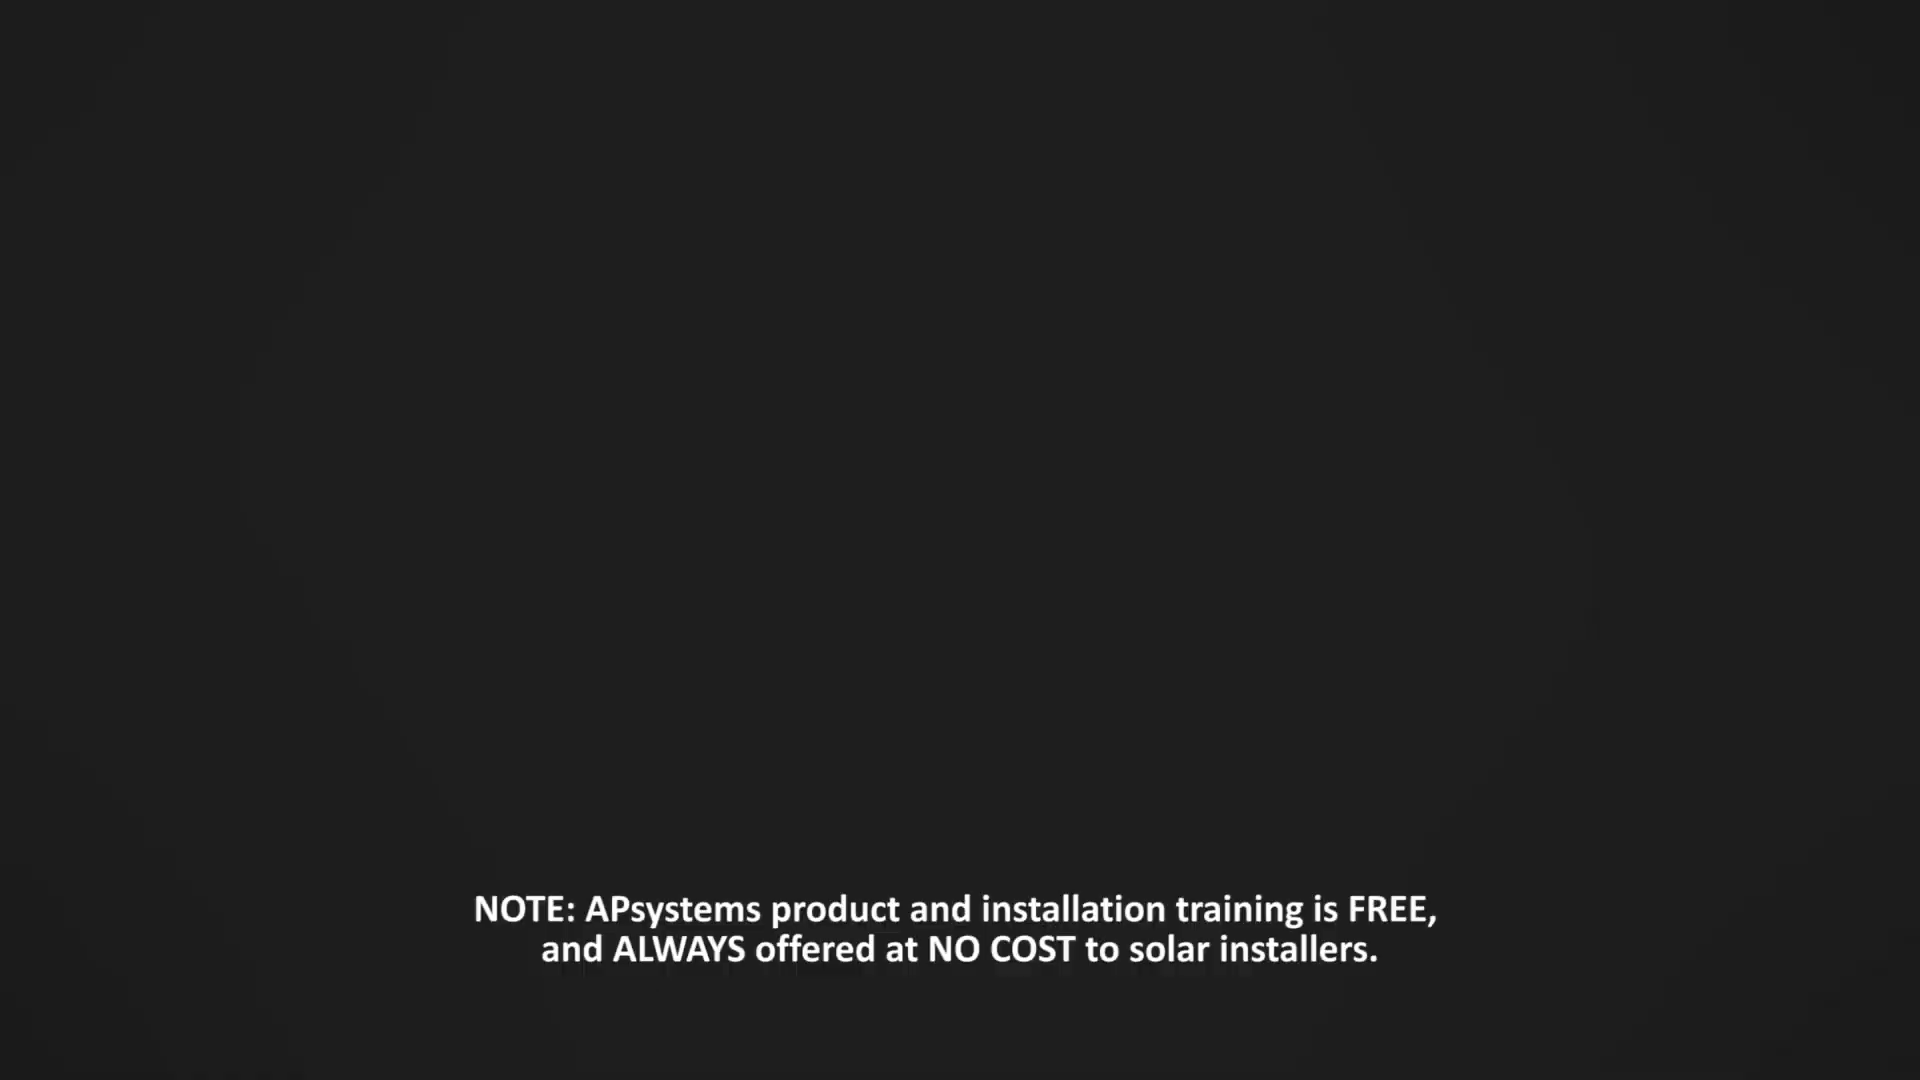 NOTE: APsystems product and installation training is FREE,
and ALWAYS offered at NO COST to solar installers.